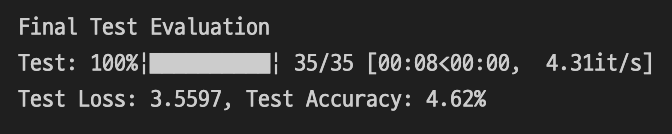 Final Test Evaluation
Test: 100%|██████████| 35/35 [00:08<00:00,  4.31it/s]
Test Loss: 3.5597, Test Accuracy: 4.62%